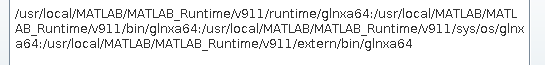 /usr/local/MATLAB/MATLAB_Runtime/v911/runtime/glnxa64:/usr/local/MATLAB/MATL
AB_Runtime/v911/bin/glnxa64:/usr/local/MATLAB/MATLAB_Runtime/v911/sys/os/glnx
a64:/usr/local/MATLAB/MATLAB_Runtime/v911/extern/bin/glnxa64